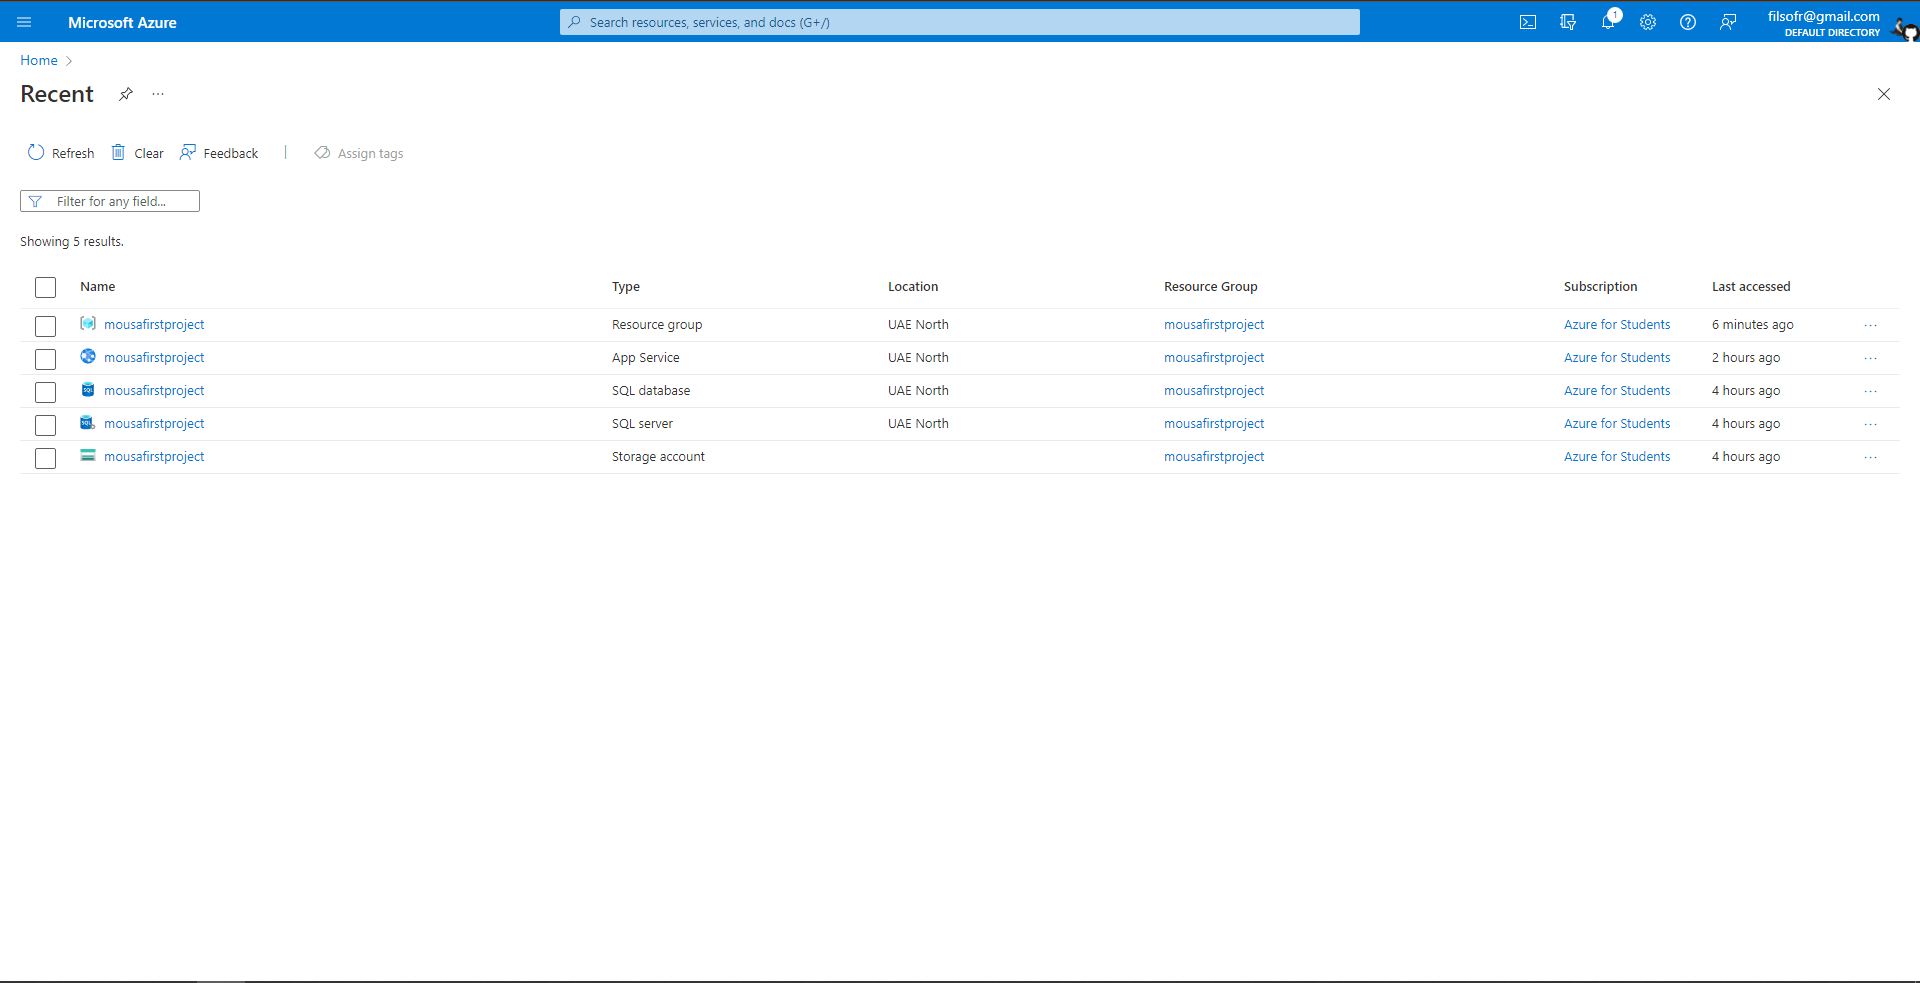 Microsoft Azure
Search resources, services, and docs (G+/)
1
filsofr@gmail.com
DEFAULT DIRECTORY
Home
Recent
Refresh Clear Feedback Assign tags
Filter for any field...
Showing 5 results.
Name Type Location Resource Group Subscription Last accessed
mousafirstproject Resource group UAE North mousafirstproject Azure for Students 6 minutes ago
mousafirstproject App Service UAE North mousafirstproject Azure for Students 2 hours ago
mousafirstproject SQL database UAE North mousafirstproject Azure for Students 4 hours ago
mousafirstproject SQL server UAE North mousafirstproject Azure for Students 4 hours ago
mousafirstproject Storage account mousafirstproject Azure for Students 4 hours ago